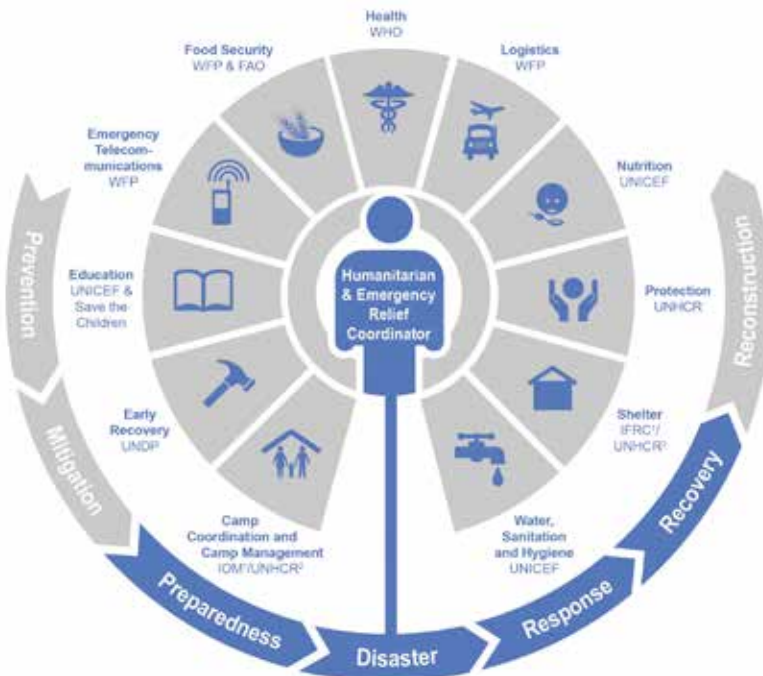 Health
WHO
Logistics
WFP
Nutrition
UNICEF
Protection
UNHCR
Shelter
IFRC¹/
UNHCR²
Water,
Sanitation
and Hygiene
UNICEF
Camp
Coordination and
Camp Management
IOM¹/UNHCR²
Early
Recovery
UNDP
Education
UNICEF &
Save the
Children
Emergency
Telecom-
munications
WFP
Food Security
WFP & FAO
Humanitarian
& Emergency
Relief
Coordinator
Prevention
Mitigation
Preparedness
Disaster
Response
Recovery
Reconstruction